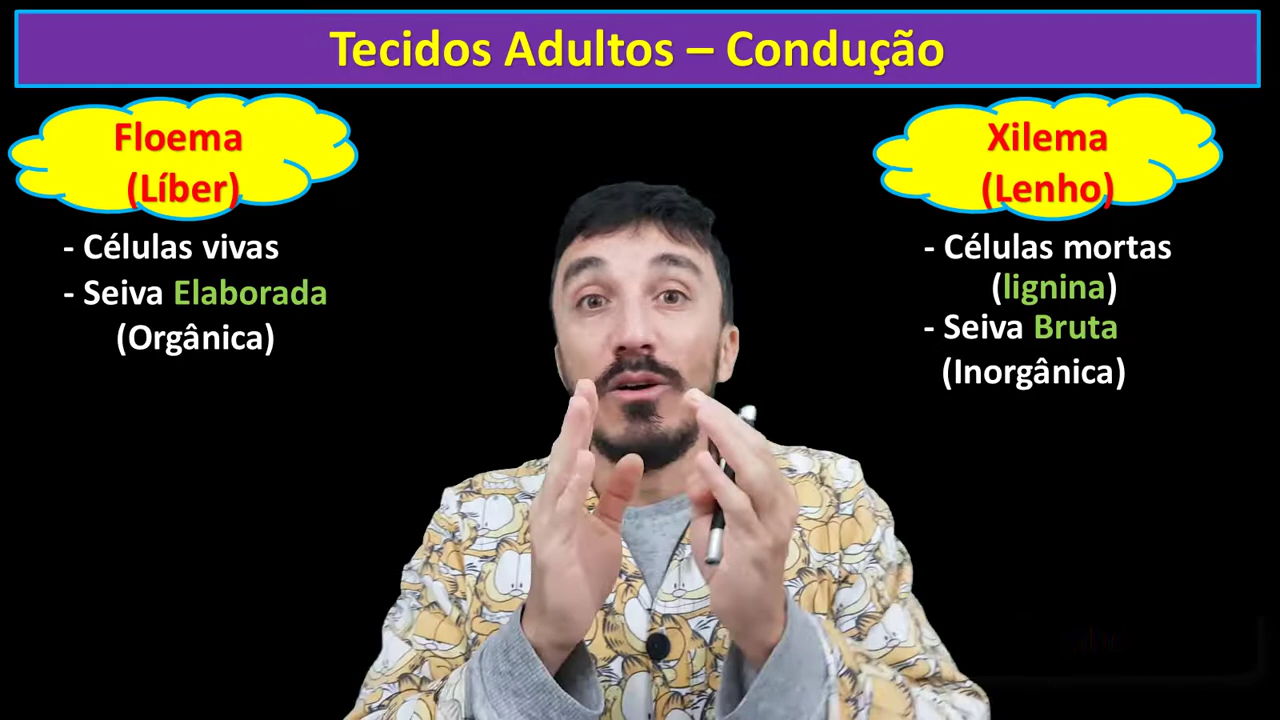 Tecidos Adultos – Condução
Floema
(Líber)
- Células vivas
- Seiva Elaborada
(Orgânica)
Xilema
(Lenho)
- Células mortas
(lignina)
- Seiva Bruta
(Inorgânica)